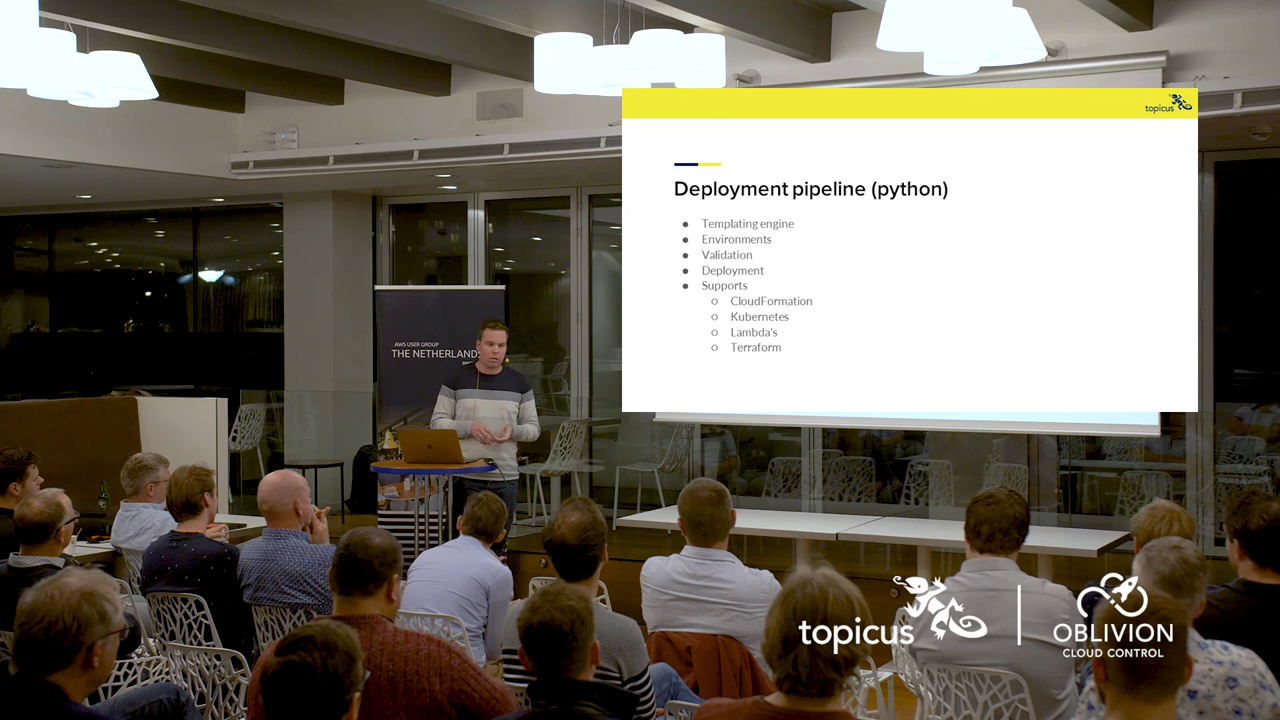 topicus
Deployment pipeline (python)
Templating engine
Environments
Validation
Deployment
Supports
CloudFormation
Kubernetes
Lambda's
Terraform
AWS USER GROUP
THE NETHERLANDS
topicus
OBLIVION
CLOUD CONTROL